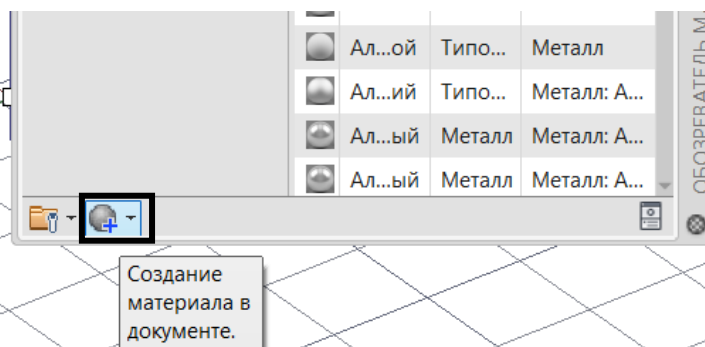 Ал...ой Типо... Металл
Ал...ий Типо... Металл: А...
Ал...ый Металл Металл: А...
Ал...ый Металл Металл: А...
Создание
материала в
документе.
ОБОЗРЕВАТЕЛЬ М